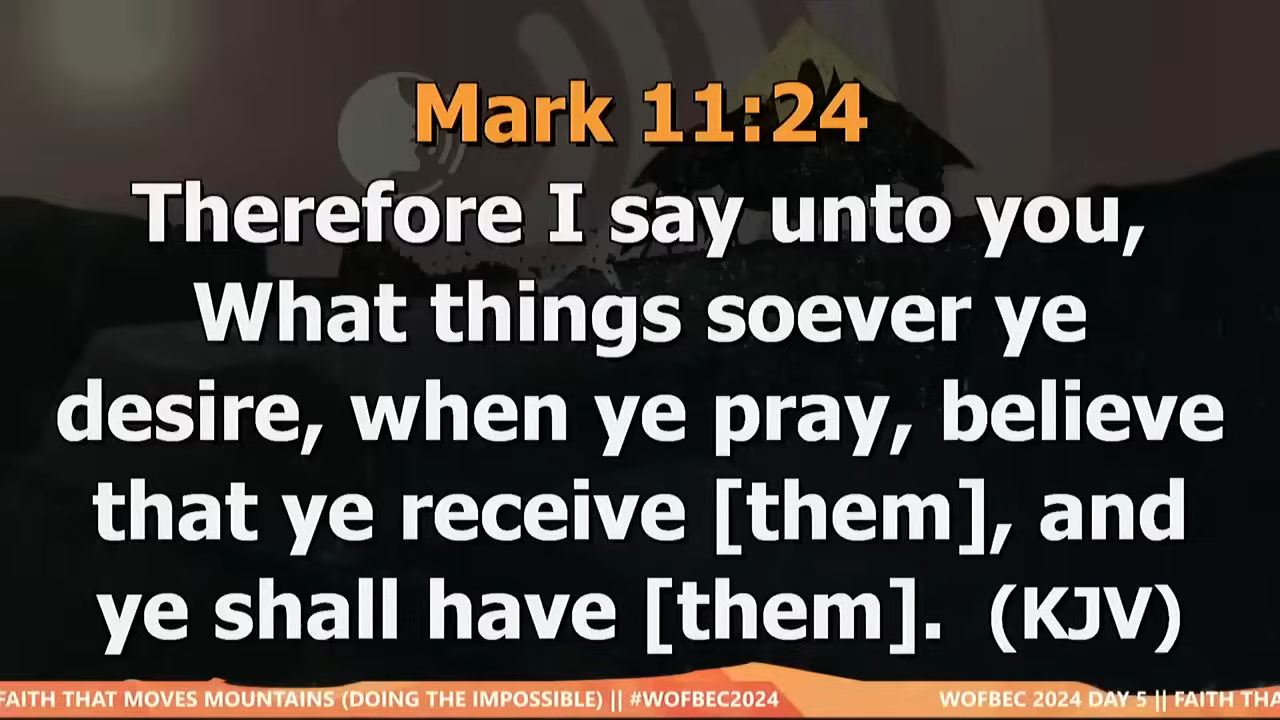 Mark 11:24
Therefore I say unto you,
What things soever ye
desire, when ye pray, believe
that ye receive [them], and
ye shall have [them]. (KJV)
FAITH THAT MOVES MOUNTAINS (DOING THE IMPOSSIBLE) || #WOFBEC2024 WOFBEC 2024 DAY 5 || FAITH THA